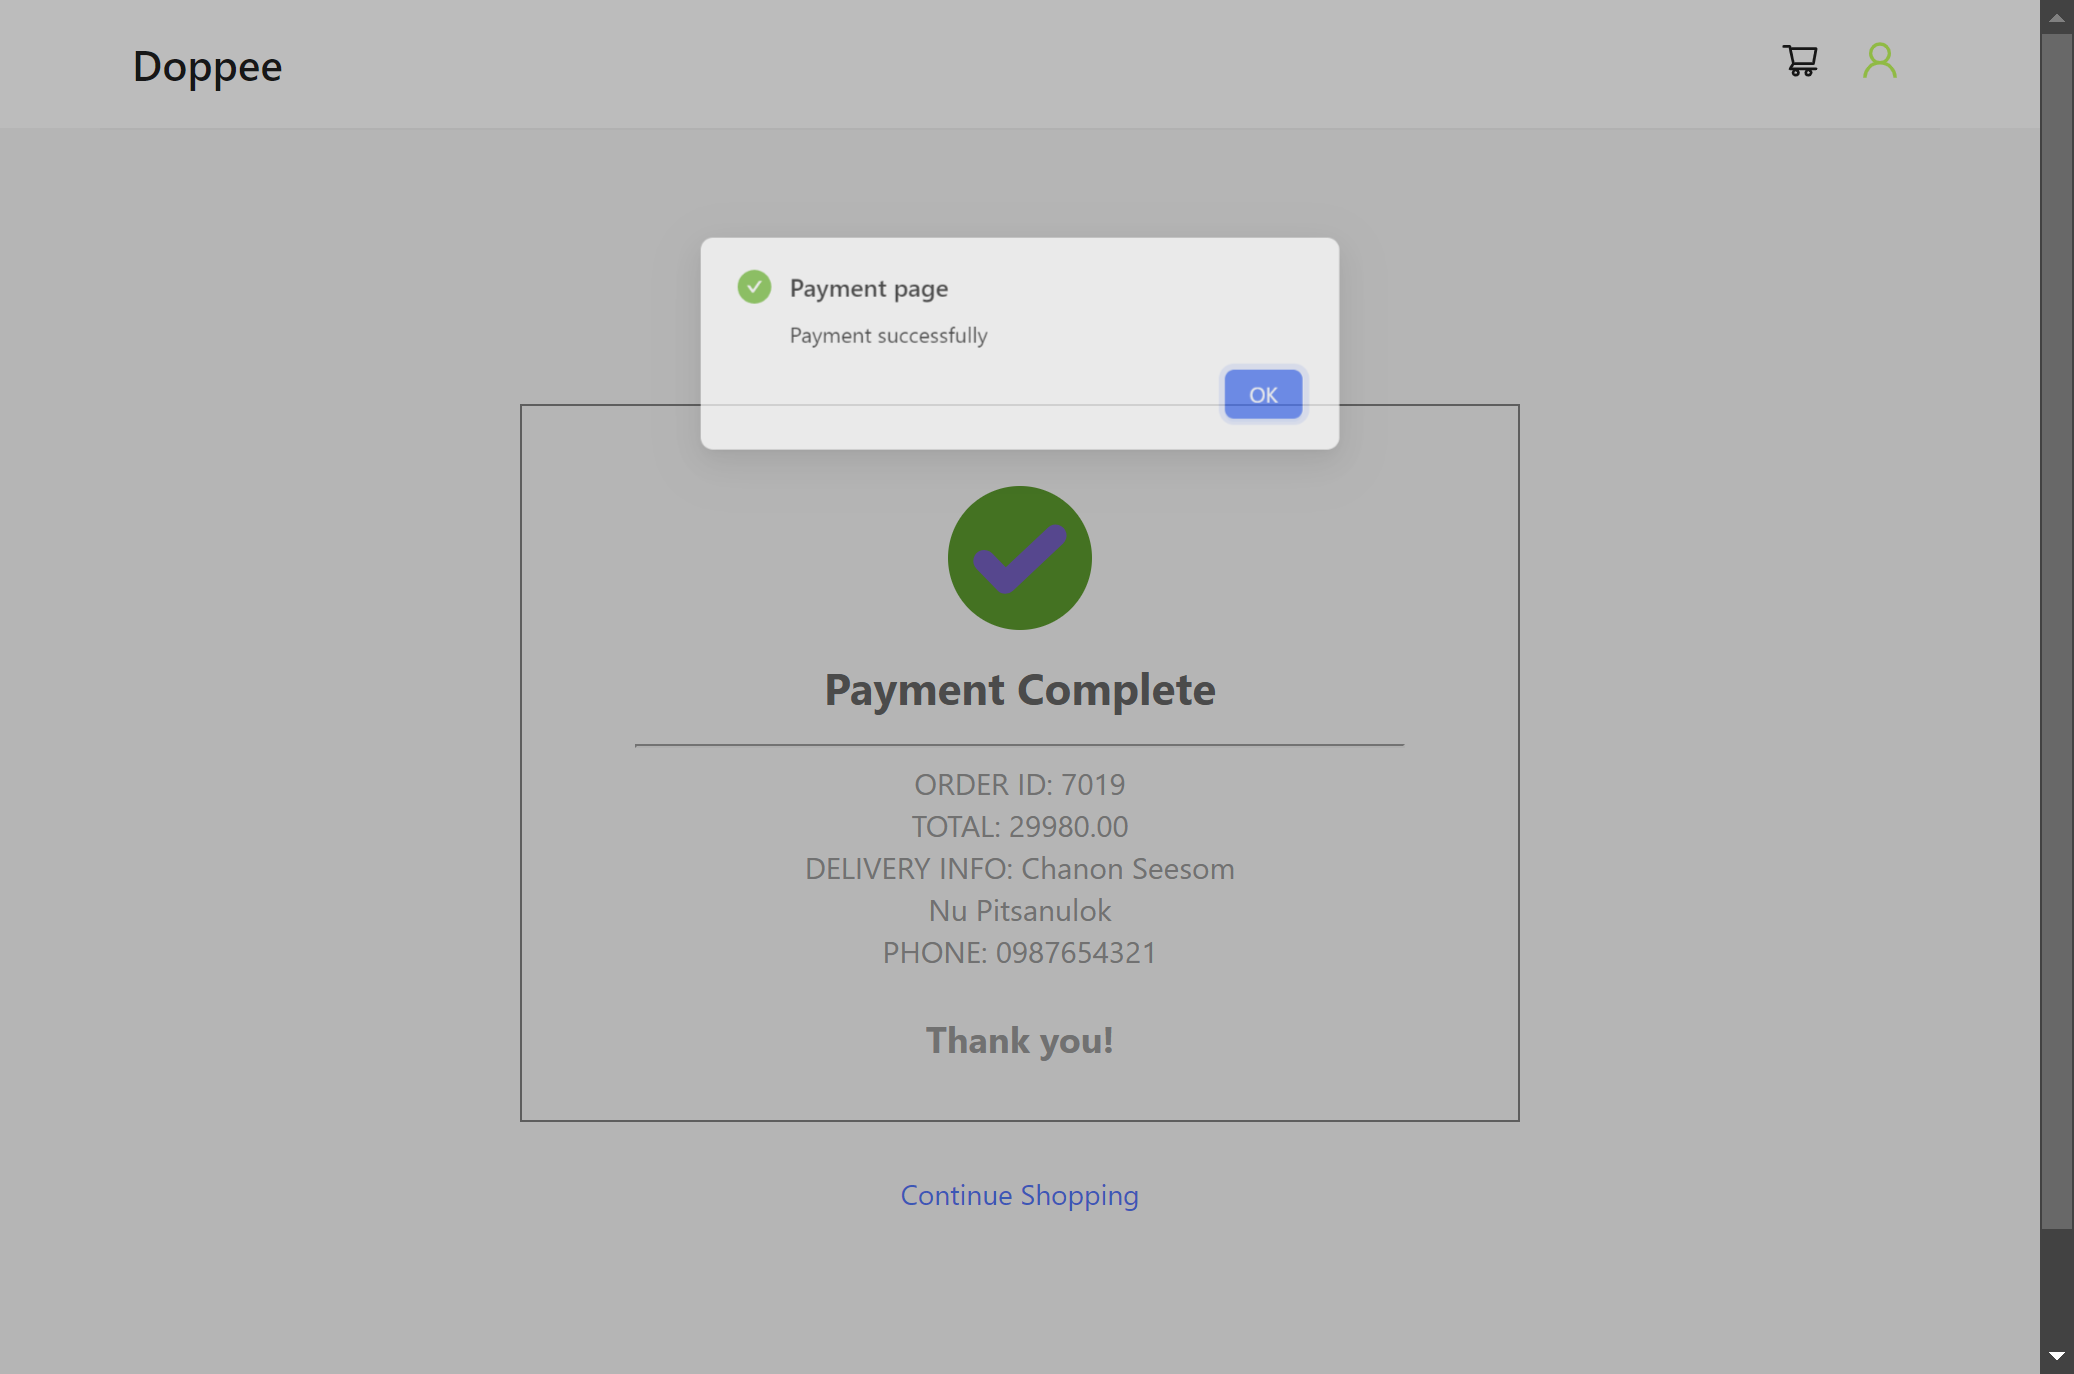 Doppee
Payment page
Payment successfully
OK
Payment Complete
ORDER ID: 7019
TOTAL: 29980.00
DELIVERY INFO: Chanon Seesom
Nu Pitsanulok
PHONE: 0987654321
Thank you!
Continue Shopping